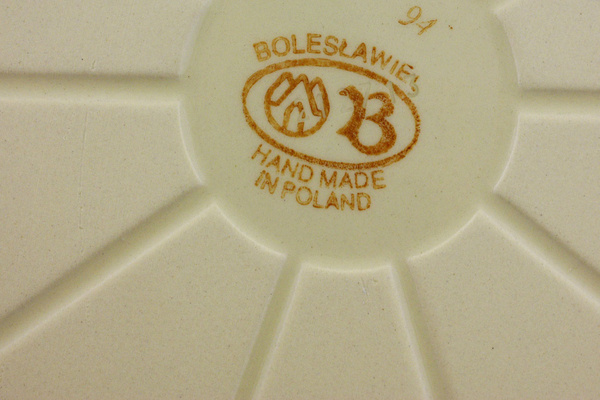 94
BOLESŁAWIEC
B
HAND MADE
IN POLAND